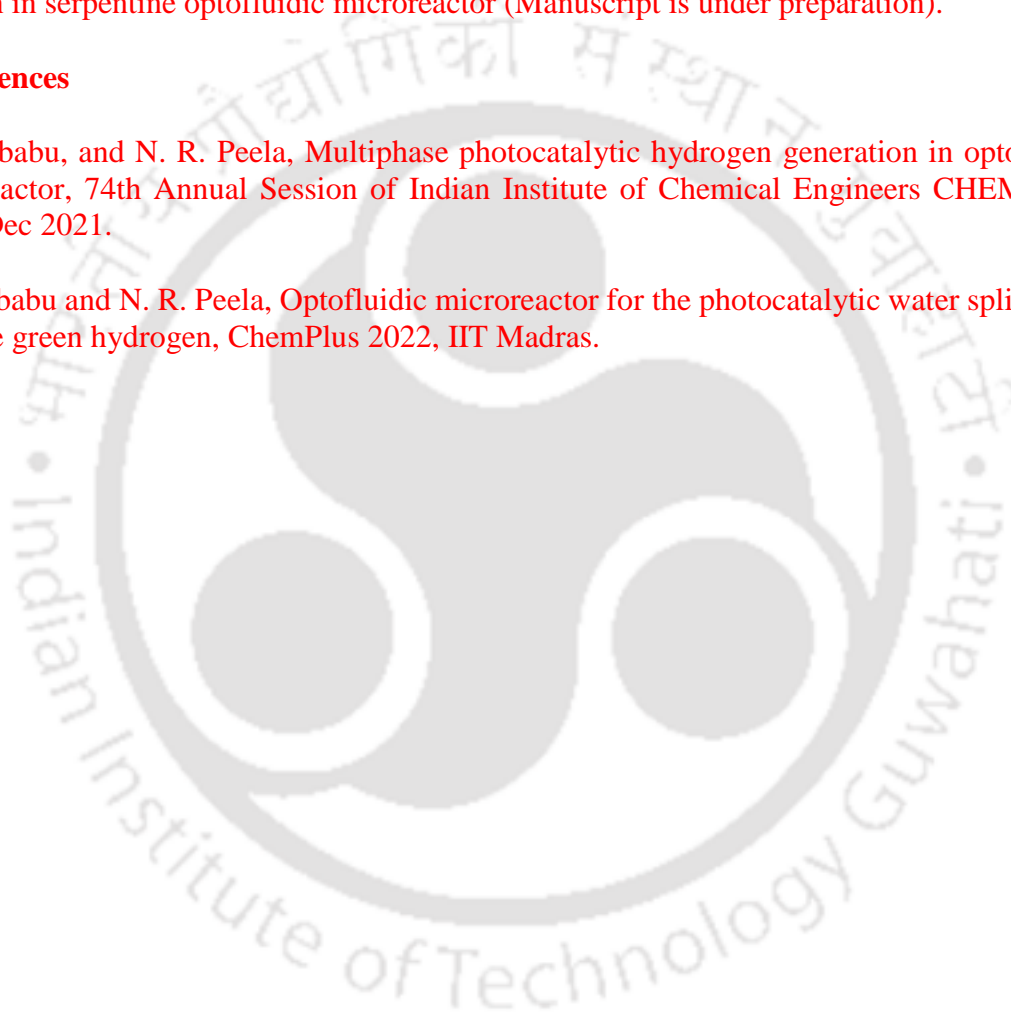 in serpentine optofluidic microreactor (Manuscript is under preparation).
ences
babu, and N. R. Peela, Multiphase photocatalytic hydrogen generation in opto
actor, 74th Annual Session of Indian Institute of Chemical Engineers CHEM
Dec 2021.
babu and N. R. Peela, Optofluidic microreactor for the photocatalytic water spli
e green hydrogen, ChemPlus 2022, IIT Madras.
Indian Institute of Technology Guwahati